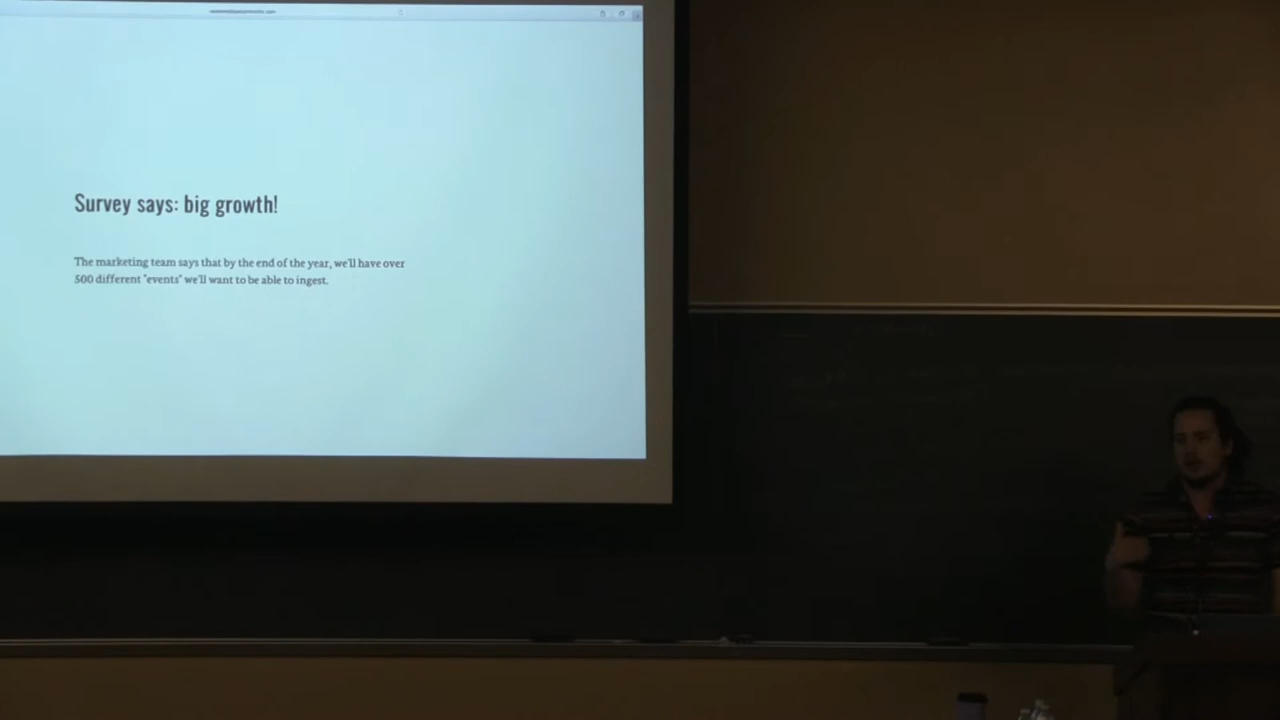 Survey says: big growth!
The marketing team says that by the end of the year, we'll have over
500 different "events" we'll want to be able to ingest.